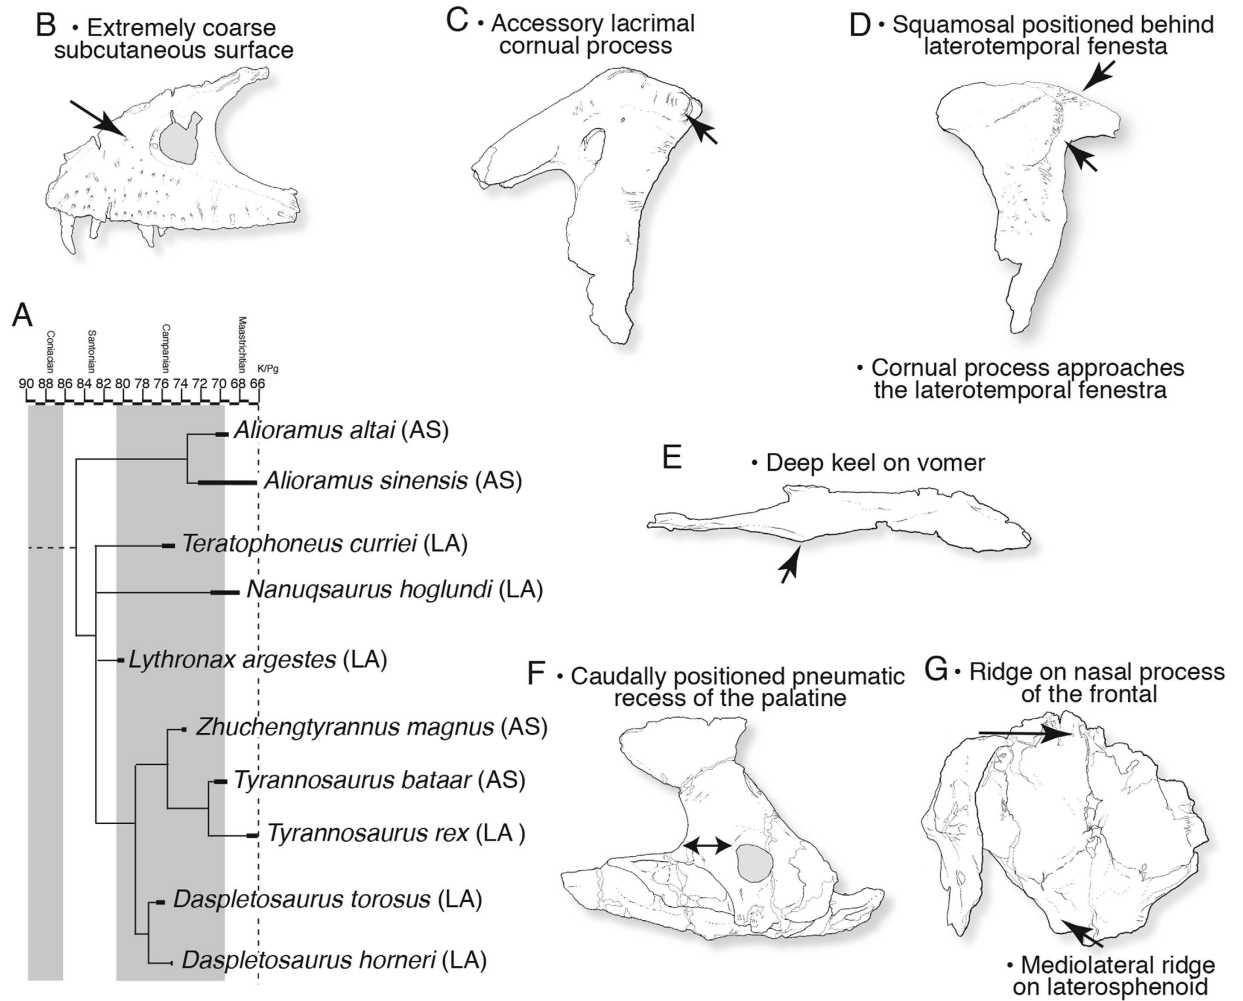 B • Extremely coarse
subcutaneous surface
C • Accessory lacrimal
cornual process
D • Squamosal positioned behind
laterotemporal fenesta
• Cornual process approaches
the laterotemporal fenestra
A
Coniacian
Santonian
Campanian
Maastrichtian
K/Pg
90 88 86 84 82 80 78 76 74 72 70 68 66
Alioramus altai (AS)
Alioramus sinensis (AS)
Teratophoneus curriei (LA)
Nanuqsaurus hoglundi (LA)
Lythronax argestes (LA)
Zhuchengtyrannus magnus (AS)
Tyrannosaurus bataar (AS)
Tyrannosaurus rex (LA )
Daspletosaurus torosus (LA)
Daspletosaurus horneri (LA)
E • Deep keel on vomer
F • Caudally positioned pneumatic
recess of the palatine
G • Ridge on nasal process
of the frontal
• Mediolateral ridge
on laterosphenoid